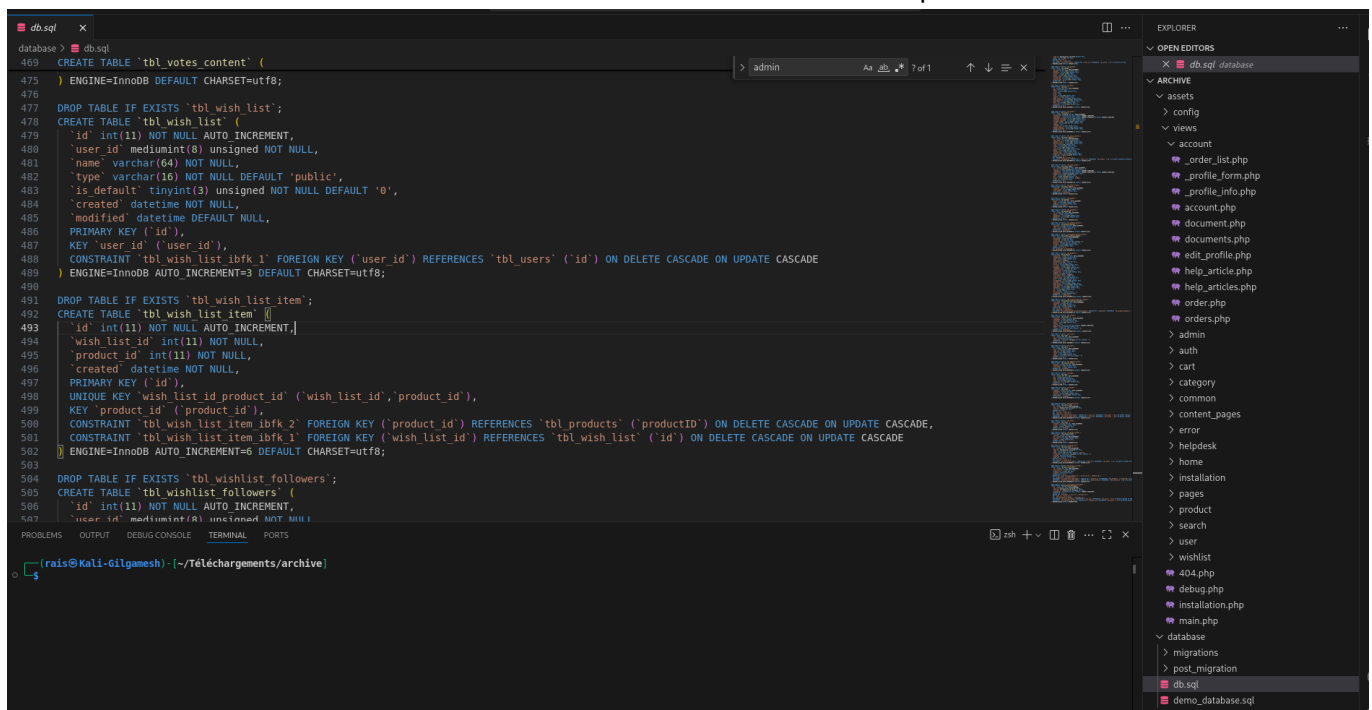 db.sql
database > db.sql
469 CREATE TABLE `tbl_votes_content` (
475 ) ENGINE=InnoDB DEFAULT CHARSET=utf8;
476
477 DROP TABLE IF EXISTS `tbl_wish_list`;
478 CREATE TABLE `tbl_wish_list` (
479 `id` int(11) NOT NULL AUTO_INCREMENT,
480 `user_id` mediumint(8) unsigned NOT NULL,
481 `name` varchar(64) NOT NULL,
482 `type` varchar(16) NOT NULL DEFAULT 'public',
483 `is_default` tinyint(3) unsigned NOT NULL DEFAULT '0',
484 `created` datetime NOT NULL,
485 `modified` datetime DEFAULT NULL,
486 PRIMARY KEY (`id`),
487 KEY `user_id` (`user_id`),
488 CONSTRAINT `tbl_wish_list_ibfk_1` FOREIGN KEY (`user_id`) REFERENCES `tbl_users` (`id`) ON DELETE CASCADE ON UPDATE CASCADE
489 ) ENGINE=InnoDB AUTO_INCREMENT=3 DEFAULT CHARSET=utf8;
490
491 DROP TABLE IF EXISTS `tbl_wish_list_item`;
492 CREATE TABLE `tbl_wish_list_item` (
493 `id` int(11) NOT NULL AUTO_INCREMENT,
494 `wish_list_id` int(11) NOT NULL,
495 `product_id` int(11) NOT NULL,
496 `created` datetime NOT NULL,
497 PRIMARY KEY (`id`),
498 UNIQUE KEY `wish_list_id_product_id` (`wish_list_id`,`product_id`),
499 KEY `product_id` (`product_id`),
500 CONSTRAINT `tbl_wish_list_item_ibfk_2` FOREIGN KEY (`product_id`) REFERENCES `tbl_products` (`productID`) ON DELETE CASCADE ON UPDATE CASCADE,
501 CONSTRAINT `tbl_wish_list_item_ibfk_1` FOREIGN KEY (`wish_list_id`) REFERENCES `tbl_wish_list` (`id`) ON DELETE CASCADE ON UPDATE CASCADE
502 ) ENGINE=InnoDB AUTO_INCREMENT=6 DEFAULT CHARSET=utf8;
503
504 DROP TABLE IF EXISTS `tbl_wishlist_followers`;
505 CREATE TABLE `tbl_wishlist_followers` (
506 `id` int(11) NOT NULL AUTO_INCREMENT,
507 `user_id` mediumint(8) unsigned NOT NULL
admin Aa ab .* ? of 1
PROBLEMS OUTPUT DEBUG CONSOLE TERMINAL PORTS
zsh
(rais㉿Kali-Gilgamesh)-[~/Téléchargements/archive]
$
EXPLORER
OPEN EDITORS
db.sql database
ARCHIVE
assets
config
views
account
_order_list.php
_profile_form.php
_profile_info.php
account.php
document.php
documents.php
edit_profile.php
help_article.php
help_articles.php
order.php
orders.php
admin
auth
cart
category
common
content_pages
error
helpdesk
home
installation
pages
product
search
user
wishlist
404.php
debug.php
installation.php
main.php
database
migrations
post_migration
db.sql
demo_database.sql